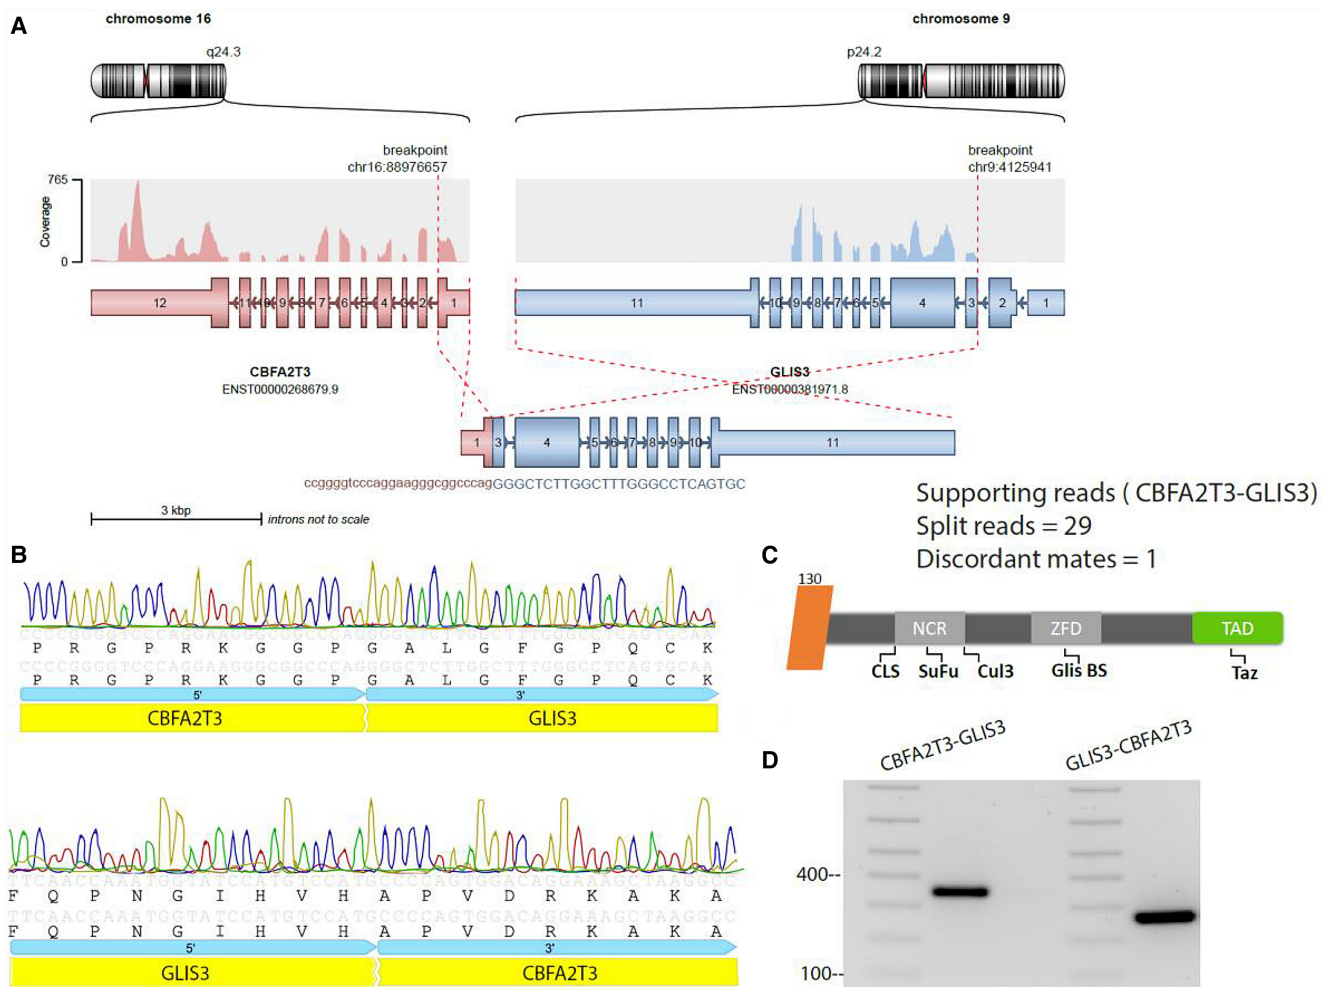 A
chromosome 16
chromosome 9
q24.3
p24.2
breakpoint
chr16:88976657
breakpoint
chr9:4125941
765
Coverage
0
12 11 10 9 8 7 6 5 4 3 2 1
11 10 9 8 7 6 5 4 3 2 1
CBFA2T3
ENST00000268679.9
GLIS3
ENST00000381971.8
1 3 4 5 6 7 8 9 10 11
ccggggtcccaggaagggcggcccagGGGCTCTTGGCTTTGGGCCTCAGTGC
3 kbp
introns not to scale
Supporting reads ( CBFA2T3-GLIS3)
Split reads = 29
Discordant mates = 1
B
P R G P R K G G P G A L G F G P Q C K
CCCCGGGGTCCCAGGAAGGGCGGCCCAGGGGCTCTTGGCTTTGGGCCTCAGTGCAA
P R G P R K G G P G A L G F G P Q C K
5' 3'
CBFA2T3 GLIS3
TTCAACCAAATGGTATCCATGTCCATGCCCCAGTGGACAGGAAAGCTAAGGCC
F Q P N G I H V H A P V D R K A K A
TTCAACCAAATGGTATCCATGTCCATGCCCCAGTGGACAGGAAAGCTAAGGCC
F Q P N G I H V H A P V D R K A K A
5' 3'
GLIS3 CBFA2T3
C
130
NCR ZFD TAD
CLS SuFu Cul3 Glis BS Taz
D
CBFA2T3-GLIS3
GLIS3-CBFA2T3
400--
100--